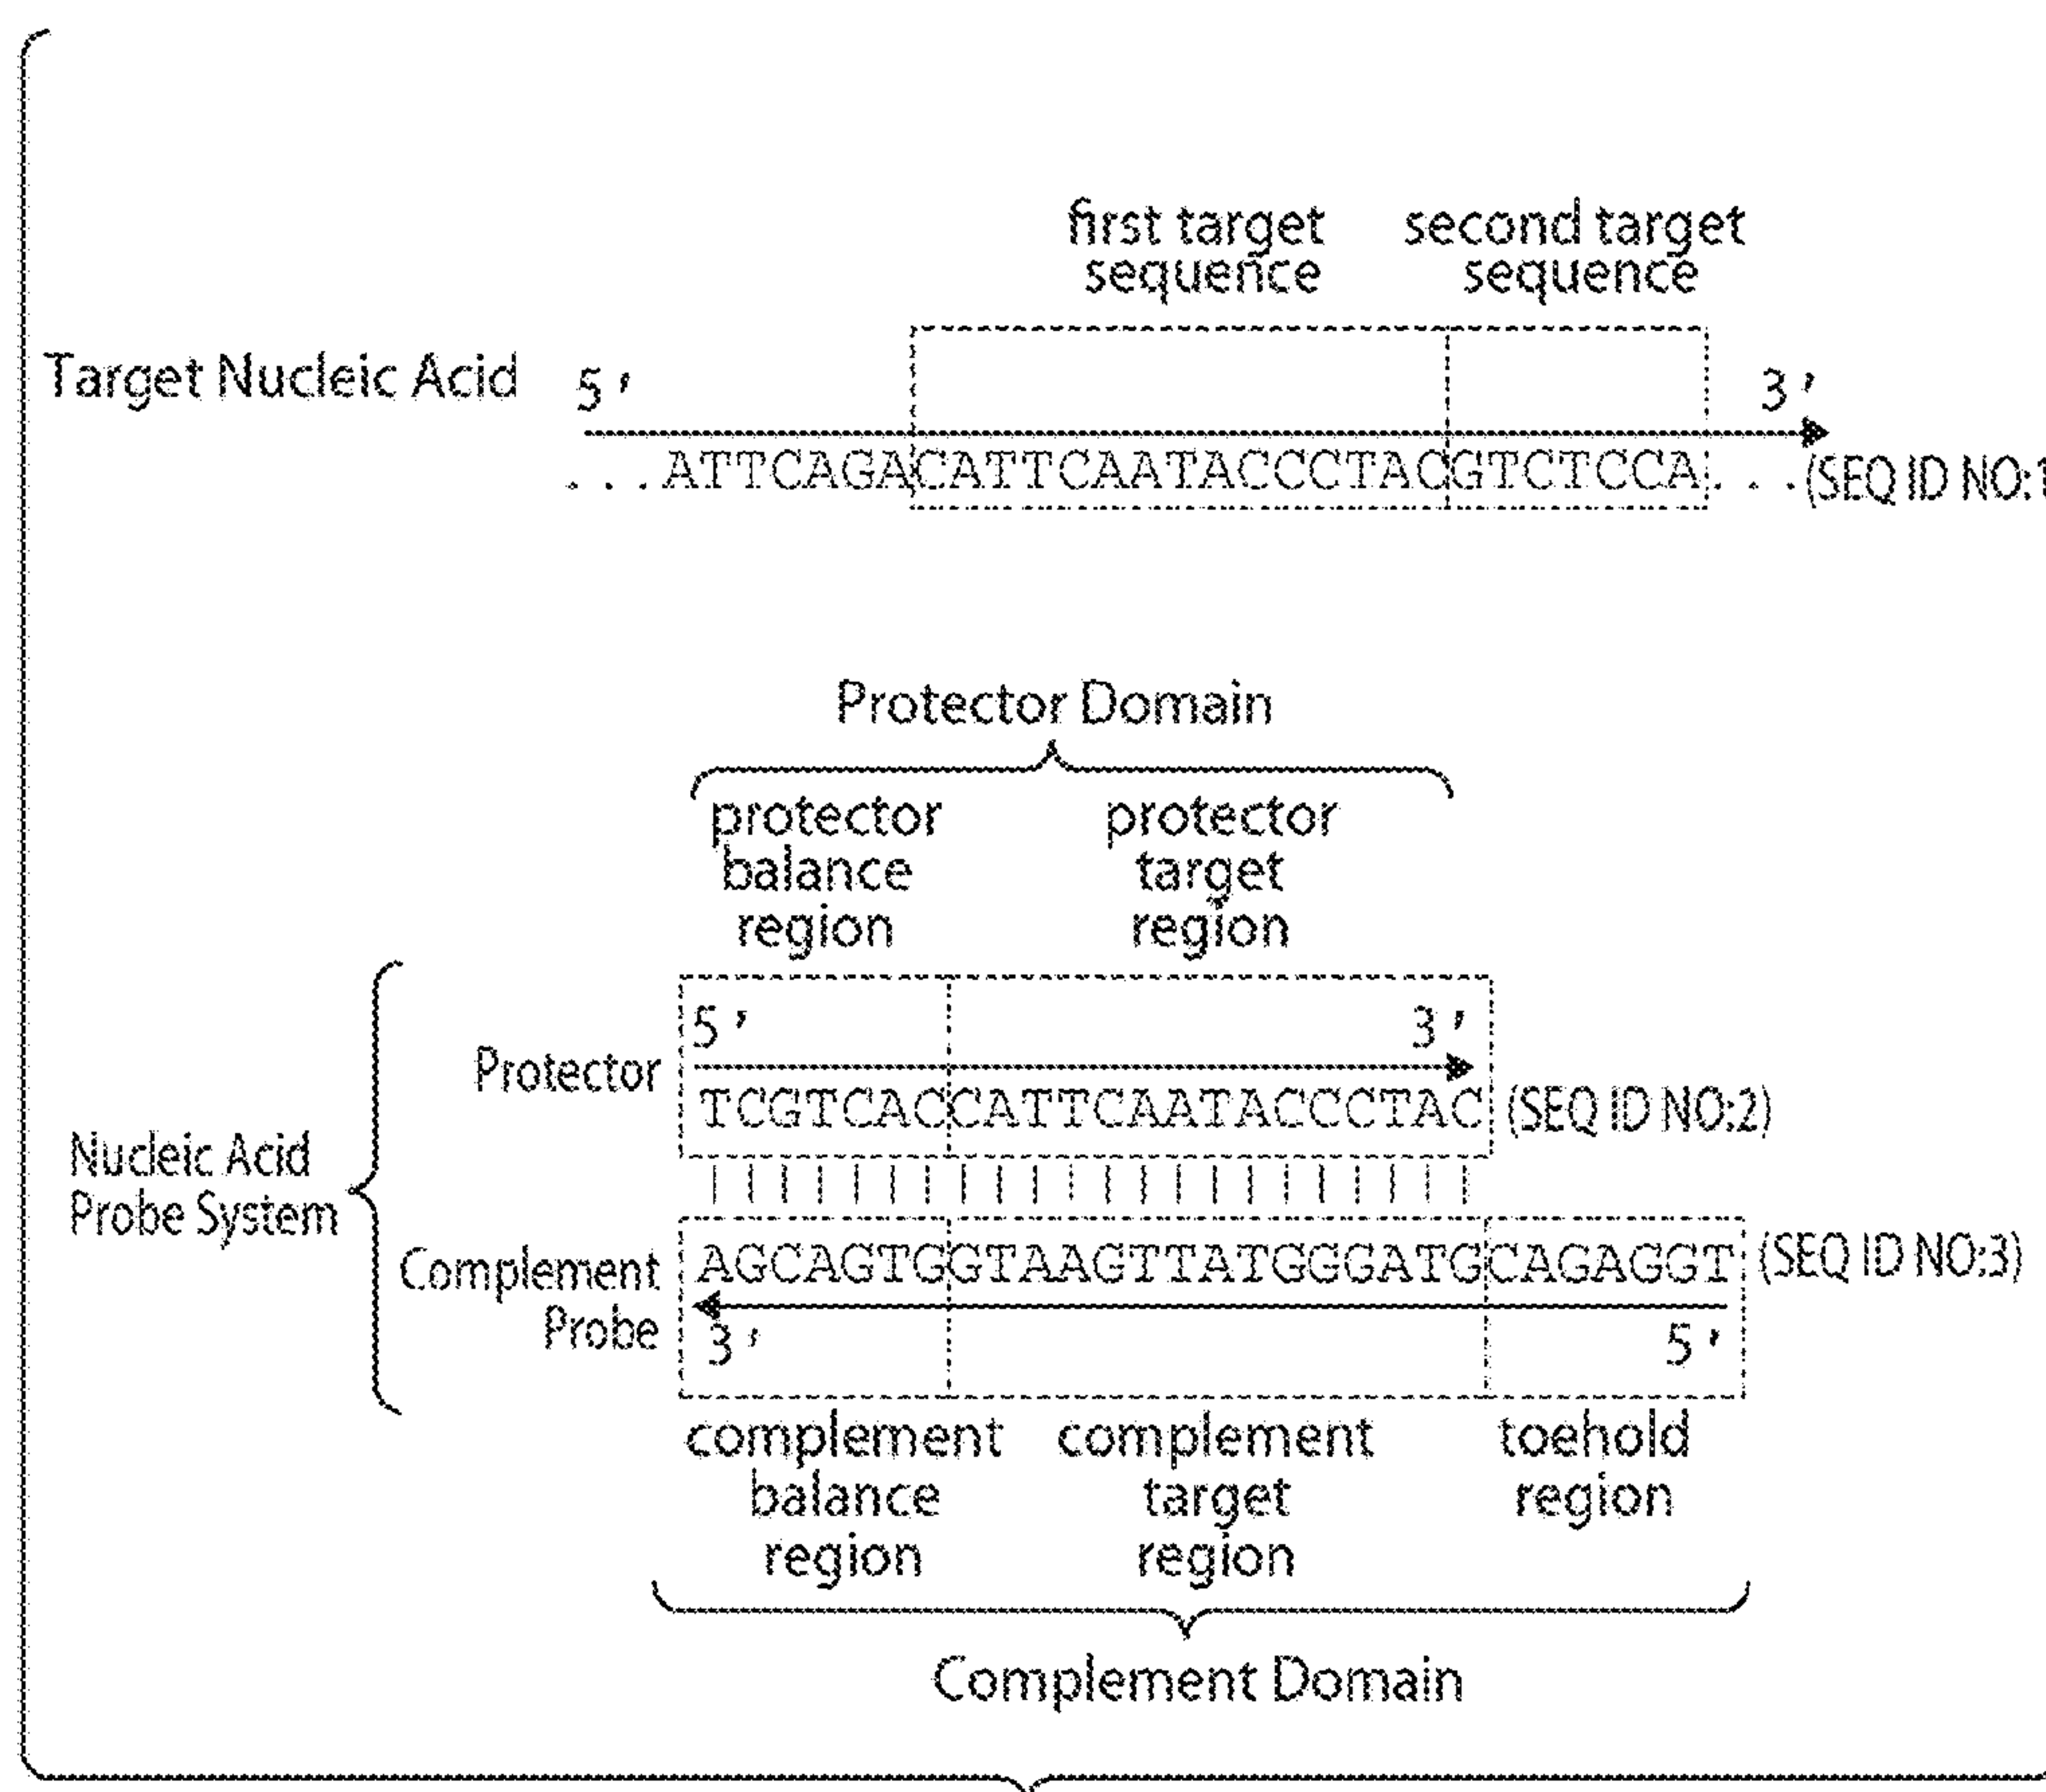 first target
sequence
second target
sequence
Target Nucleic Acid
5'
3'
...ATTCAGACATTCAATACCCTACGTCTCCA...(SEQ ID NO:1
Protector Domain
protector
balance
region
protector
target
region
5'
3'
Protector
TCGTCACCATTCAATACCCTAC (SEQ ID NO:2)
Nucleic Acid
Probe System
Complement
Probe
AGCAGTGGTAAGTTATGGGATGCAGAGGT (SEQ ID NO:3)
3'
5'
complement
balance
region
complement
target
region
toehold
region
Complement Domain